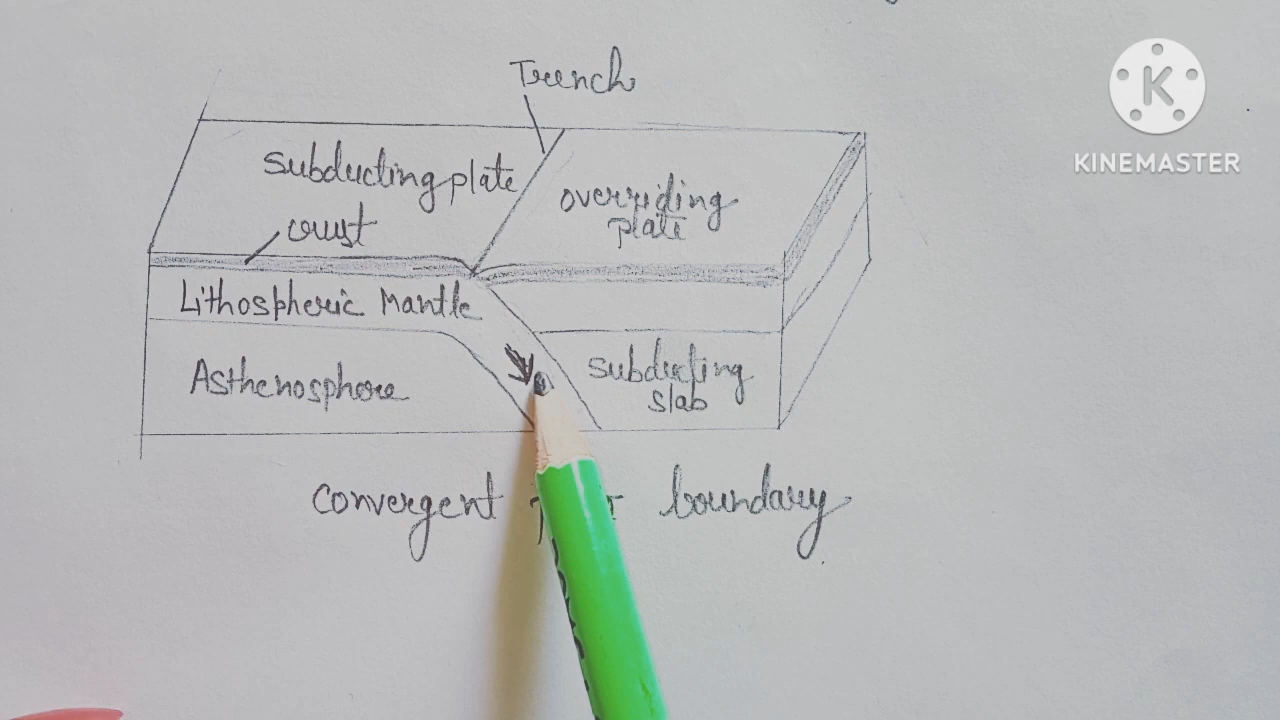 Trench
Subducting plate
overriding
plate
crust
Lithospheric Mantle
Asthenosphere
subducting
slab
convergent boundary
K
KINEMASTER